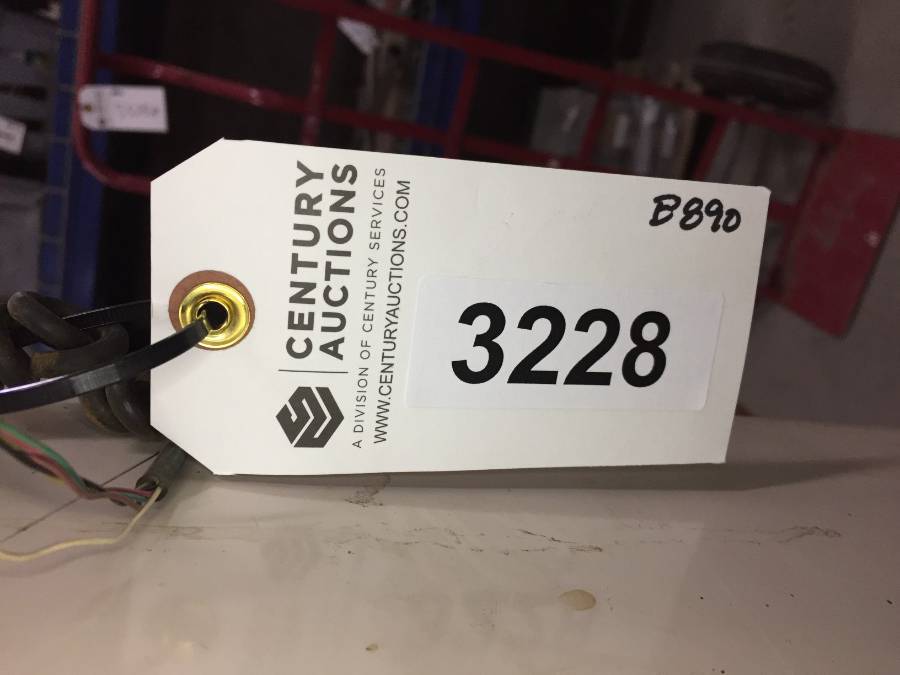 CENTURY
AUCTIONS
A DIVISION OF CENTURY SERVICES
WWW.CENTURYAUCTIONS.COM
B890
3228